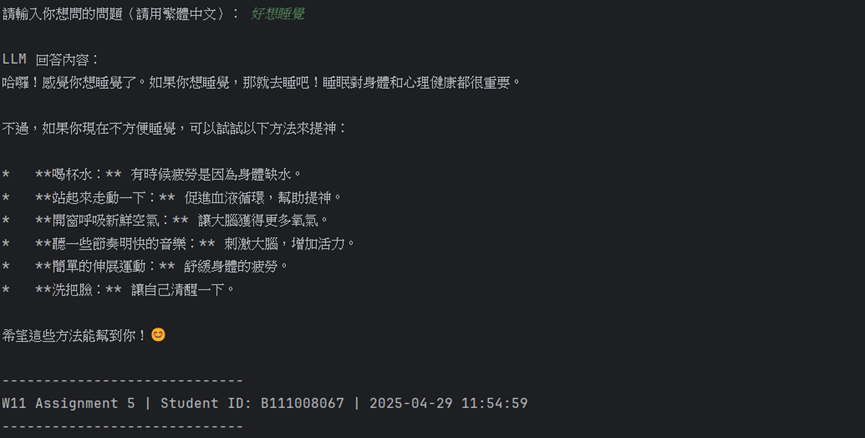 請輸入你想問的問題（請用繁體中文）： 好想睡覺
LLM 回答內容：
哈囉！感覺你想睡覺了。如果你想睡覺，那就去睡吧！睡眠對身體和心理健康都很重要。
不過，如果你現在不方便睡覺，可以試試以下方法來提神：
*   **喝杯水：** 有時候疲勞是因為身體缺水。
*   **站起來走動一下：** 促進血液循環，幫助提神。
*   **開窗呼吸新鮮空氣：** 讓大腦獲得更多氧氣。
*   **聽一些節奏明快的音樂：** 刺激大腦，增加活力。
*   **簡單的伸展運動：** 舒緩身體的疲勞。
*   **洗把臉：** 讓自己清醒一下。
希望這些方法能幫到你！😊
-----------------------------
W11 Assignment 5 | Student ID: B111008067 | 2025-04-29 11:54:59
-----------------------------